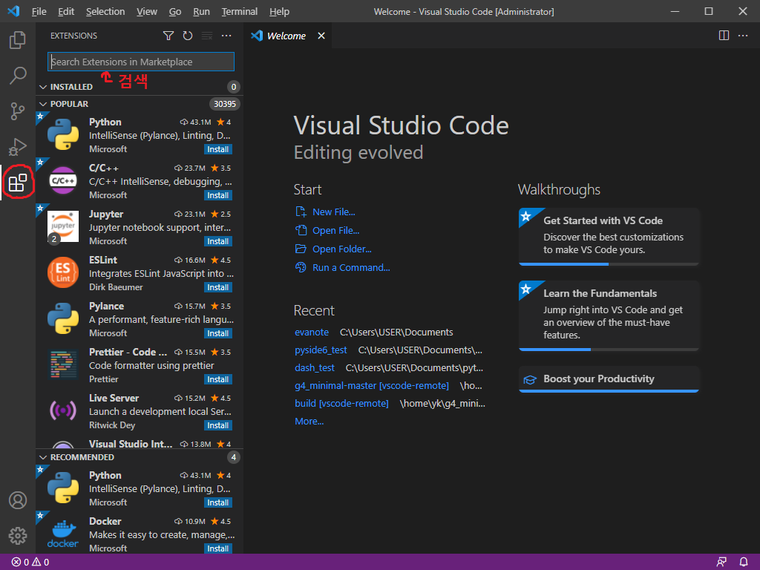 File Edit Selection View Go Run Terminal Help
Welcome - Visual Studio Code [Administrator]
EXTENSIONS
Search Extensions in Marketplace
검색
INSTALLED 0
POPULAR 30395
Python 43.1M 4
IntelliSense (Pylance), Linting, D...
Microsoft Install
C/C++ 23.7M 3.5
C/C++ IntelliSense, debugging, ...
Microsoft Install
Jupyter 23.1M 2.5
Jupyter notebook support, inter...
Microsoft Install
jupyter
2
ESLint 16.6M 4.5
Integrates ESLint JavaScript into ...
Dirk Baeumer Install
ES
Lint
Pylance 15.7M 3.5
A performant, feature-rich langu...
Microsoft Install
Prettier - Code ... 15.5M 3.5
Code formatter using prettier
Prettier Install
Live Server 15.2M 4.5
Launch a development local Ser...
Ritwick Dey Install
Visual Studio Int... 13.8M 4
RECOMMENDED 4
Python 43.1M 4
IntelliSense (Pylance), Linting, D...
Microsoft Install
Docker 10.9M 4.5
Makes it easy to create, manage,...
Microsoft Install
docker
Welcome
Visual Studio Code
Editing evolved
Start
New File...
Open File...
Open Folder...
Run a Command...
Recent
evanote C:\Users\USER\Documents
pyside6_test C:\Users\USER\Documents\...
dash_test C:\Users\USER\Documents\pyt...
g4_minimal-master [vscode-remote] \ho...
build [vscode-remote] \home\yk\g4_mini...
More...
Walkthroughs
Get Started with VS Code
Discover the best customizations
to make VS Code yours.
Learn the Fundamentals
Jump right into VS Code and get
an overview of the must-have
features.
Boost your Productivity
0 0